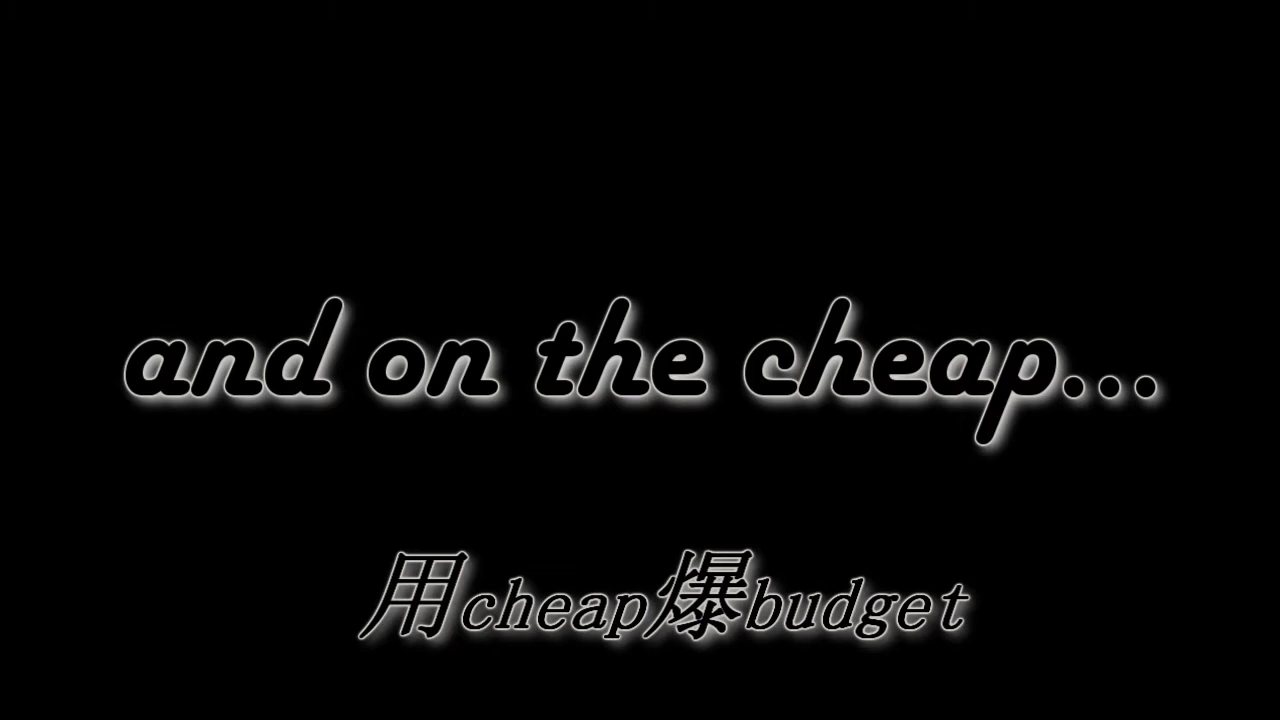 and on the cheap...
用cheap爆budget